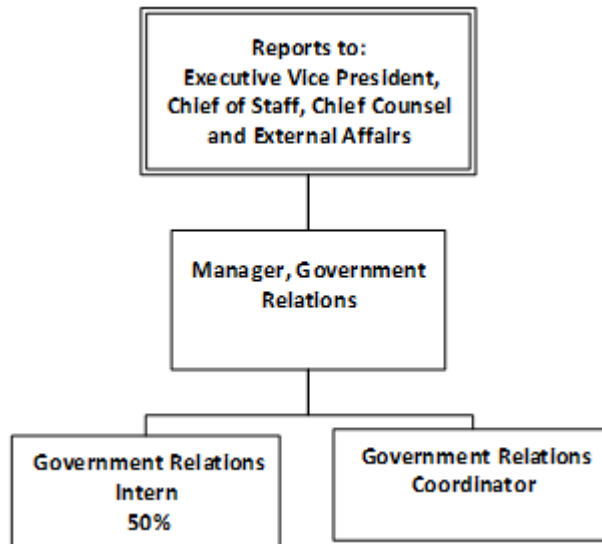 Reports to:
Executive Vice President,
Chief of Staff, Chief Counsel
and External Affairs
Manager, Government
Relations
Government Relations
Intern
50%
Government Relations
Coordinator